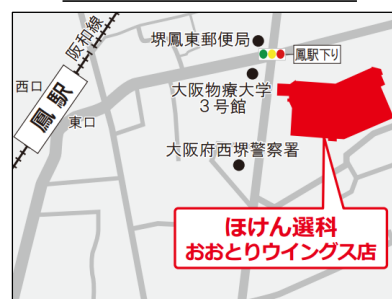 阪和線
堺鳳東郵便局
鳳駅下り
西口
鳳駅
東口
大阪物療大学
3号館
大阪府西堺警察署
ほけん選科
おおとりウイングス店